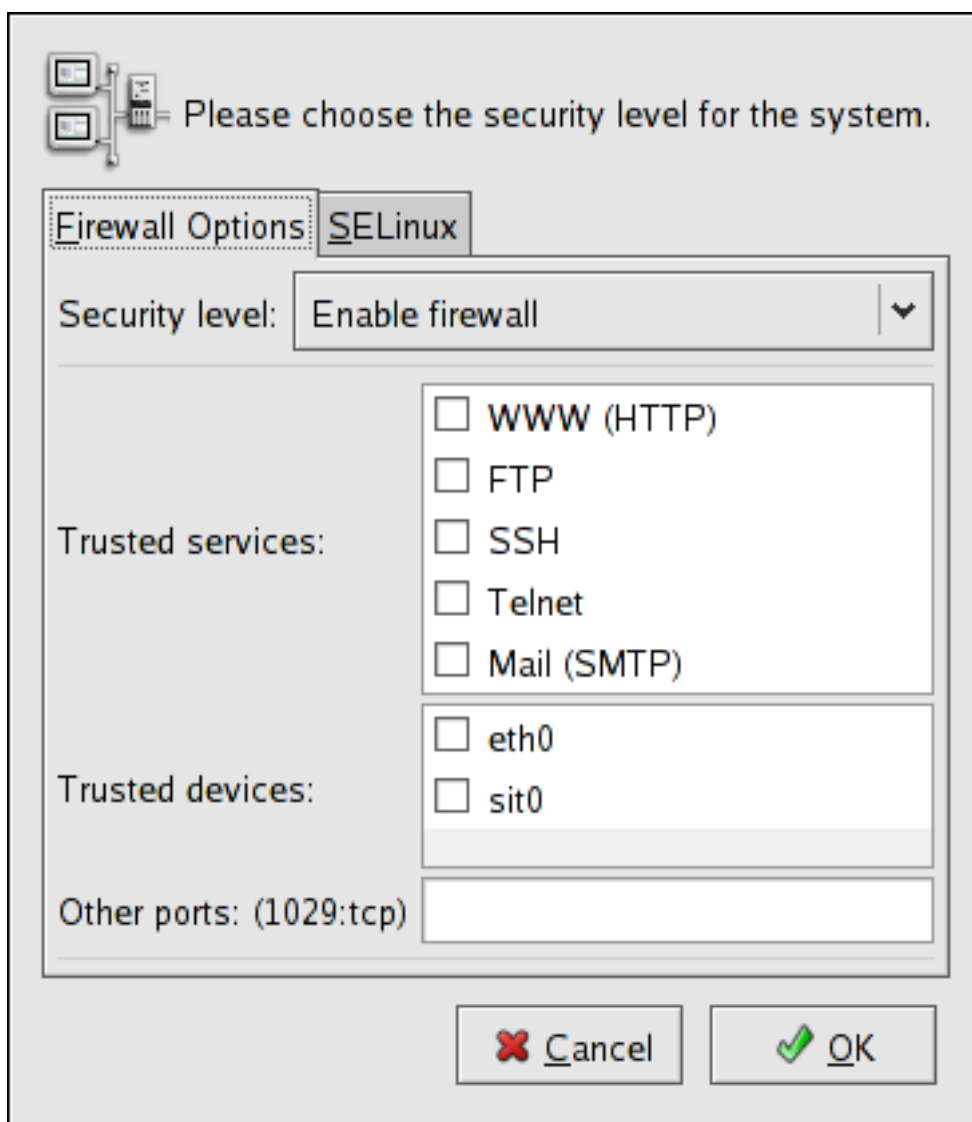 Please choose the security level for the system.
Firewall Options
SELinux
Security level: Enable firewall
Trusted services:
WWW (HTTP)
FTP
SSH
Telnet
Mail (SMTP)
Trusted devices:
eth0
sit0
Other ports: (1029:tcp)
Cancel
OK